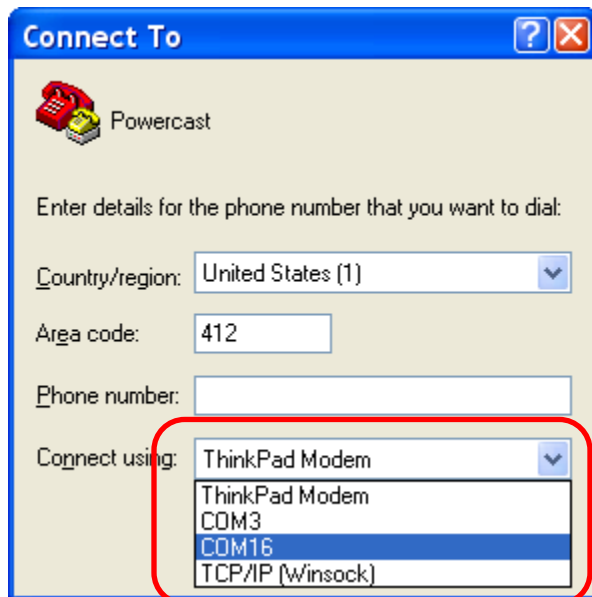 Connect To
Powercast
Enter details for the phone number that you want to dial:
Country/region: United States (1)
Area code: 412
Phone number:
Connect using: ThinkPad Modem
ThinkPad Modem
COM3
COM16
TCP/IP (Winsock)